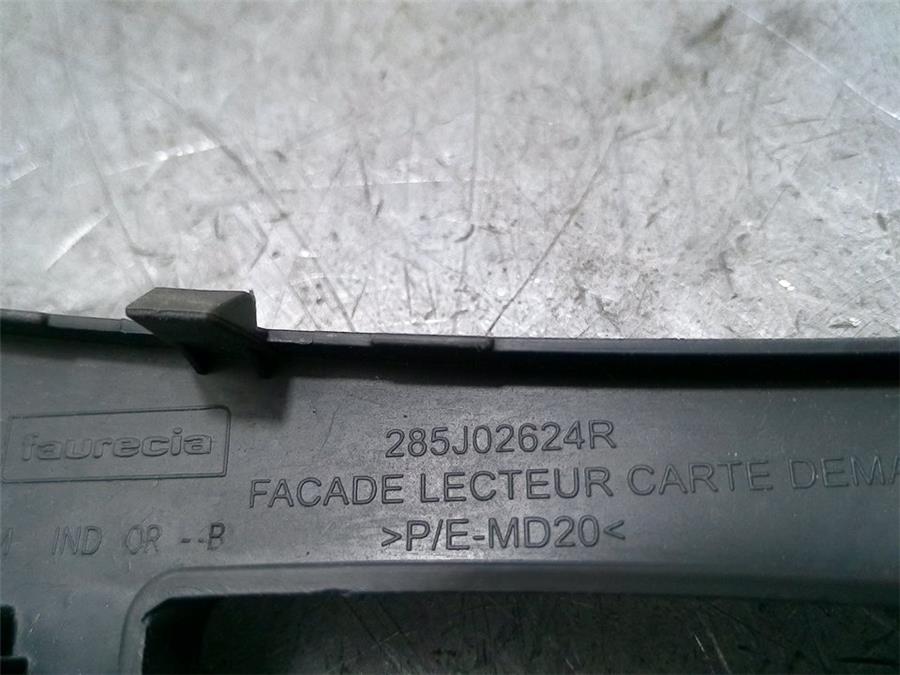 faurecia
285J02624R
FACADE LECTEUR CARTE DEMA
IND OR --B
>P/E-MD20<